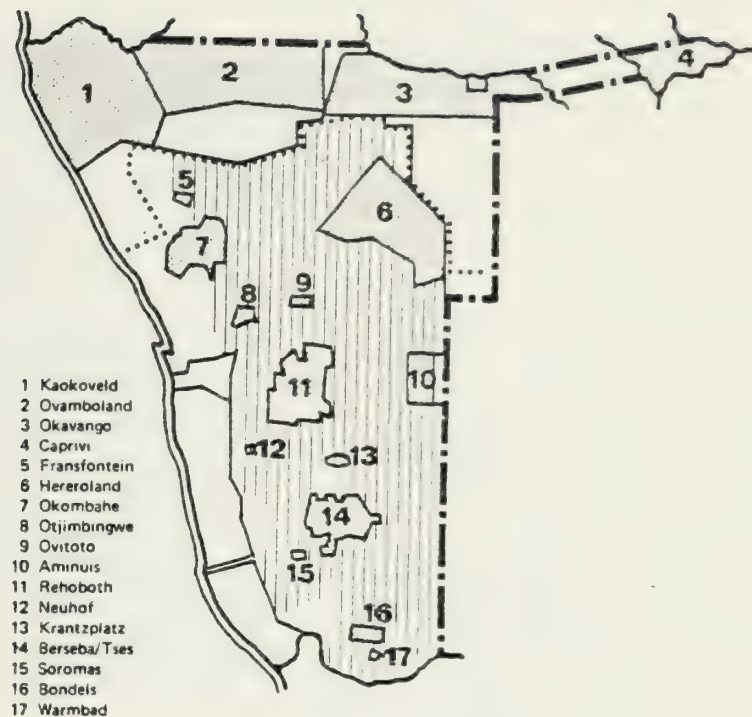 1
2
3
4
5
6
7
8
9
10
11
12
13
14
15
16
17
1 Kaokoveld
2 Ovamboland
3 Okavango
4 Caprivi
5 Fransfontein
6 Hereroland
7 Okombahe
8 Otjimbingwe
9 Ovitoto
10 Aminuis
11 Rehoboth
12 Neuhof
13 Krantzplatz
14 Berseba/Tses
15 Soromas
16 Bondels
17 Warmbad